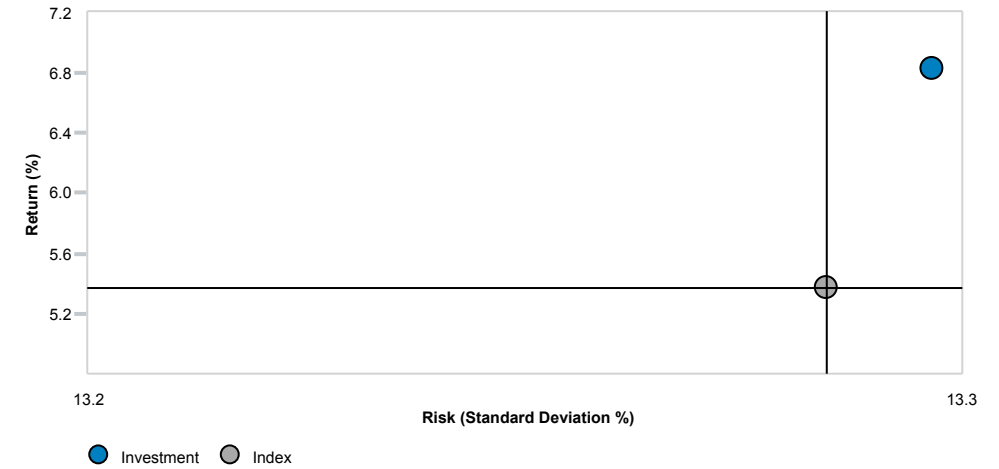 7.2
6.8
6.4
6.0
5.6
5.2
Return (%)
13.2
13.3
Risk (Standard Deviation %)
Investment
Index